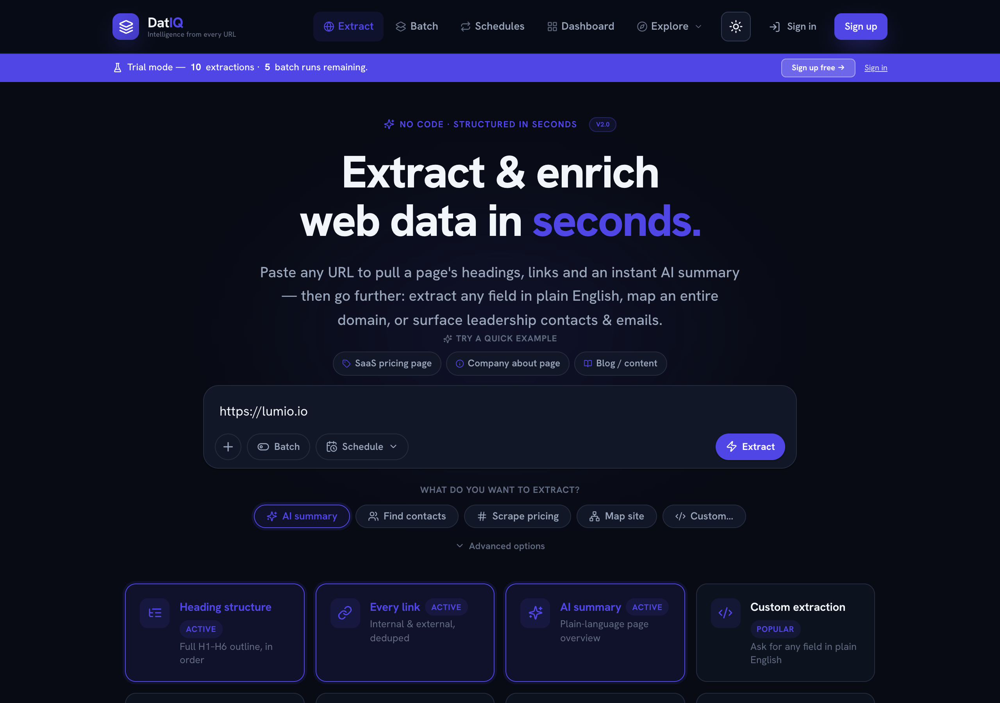 DatIQ
Intelligence from every URL
Extract
Batch
Schedules
Dashboard
Explore
Sign in
Sign up
Trial mode — 10 extractions · 5 batch runs remaining.
Sign up free →
Sign in
NO CODE · STRUCTURED IN SECONDS
V2.0
Extract & enrich
web data in seconds.
Paste any URL to pull a page's headings, links and an instant AI summary
— then go further: extract any field in plain English, map an entire
domain, or surface leadership contacts & emails.
TRY A QUICK EXAMPLE
SaaS pricing page
Company about page
Blog / content
https://lumio.io
Batch
Schedule
Extract
WHAT DO YOU WANT TO EXTRACT?
AI summary
Find contacts
Scrape pricing
Map site
Custom...
Advanced options
Heading structure
ACTIVE
Full H1–H6 outline, in
order
Every link
ACTIVE
Internal & external,
deduped
AI summary
ACTIVE
Plain-language page
overview
Custom extraction
POPULAR
Ask for any field in plain
English